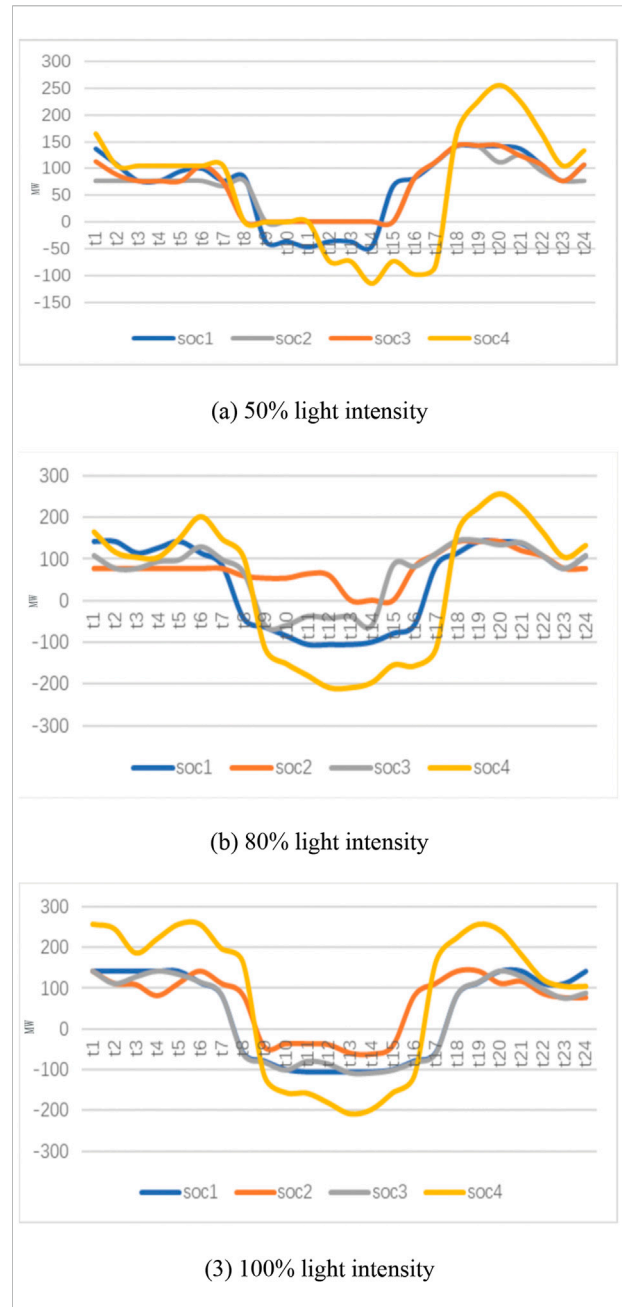 300
250
200
150
100
50
0
-50
-100
-150
MW
t1 t2 t3 t4 t5 t6 t7 t8 t9 t10 t11 t12 t13 t14 t15 t16 t17 t18 t19 t20 t21 t22 t23 t24
soc1 soc2 soc3 soc4
(a) 50% light intensity
300
200
100
0
-100
-200
-300
MW
t1 t2 t3 t4 t5 t6 t7 t8 t9 t10 t11 t12 t13 t14 t15 t16 t17 t18 t19 t20 t21 t22 t23 t24
soc1 soc2 soc3 soc4
(b) 80% light intensity
300
200
100
0
-100
-200
-300
MW
t1 t2 t3 t4 t5 t6 t7 t8 t9 t10 t11 t12 t13 t14 t15 t16 t17 t18 t19 t20 t21 t22 t23 t24
soc1 soc2 soc3 soc4
(3) 100% light intensity